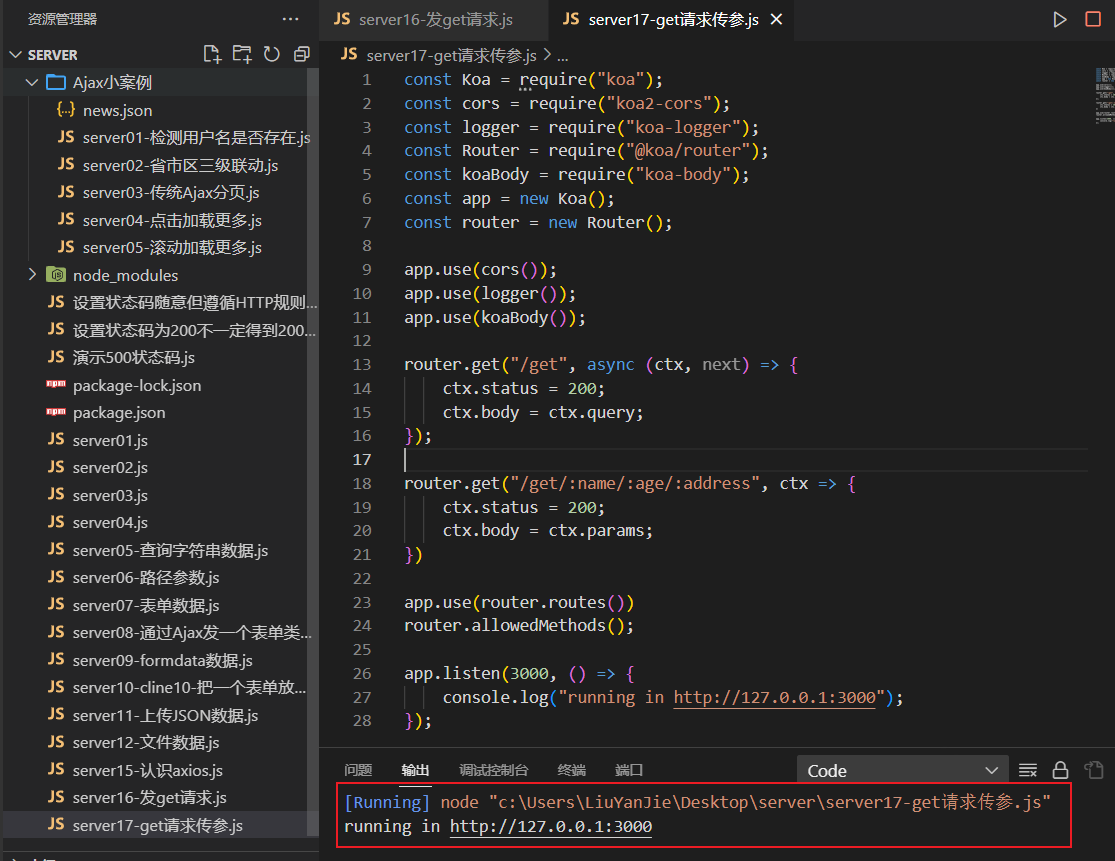 资源管理器
SERVER
Ajax小案例
news.json
JS server01-检测用户名是否存在.js
JS server02-省市区三级联动.js
JS server03-传统Ajax分页.js
JS server04-点击加载更多.js
JS server05-滚动加载更多.js
node_modules
JS 设置状态码随意但遵循HTTP规则...
JS 设置状态码为200不一定得到200...
JS 演示500状态码.js
npm package-lock.json
npm package.json
JS server01.js
JS server02.js
JS server03.js
JS server04.js
JS server05-查询字符串数据.js
JS server06-路径参数.js
JS server07-表单数据.js
JS server08-通过Ajax发一个表单类...
JS server09-formdata数据.js
JS server10-cline10-把一个表单放...
JS server11-上传JSON数据.js
JS server12-文件数据.js
JS server15-认识axios.js
JS server16-发get请求.js
JS server17-get请求传参.js
JS server16-发get请求.js
JS server17-get请求传参.js
JS server17-get请求传参.js > ...
1 const Koa = require("koa");
2 const cors = require("koa2-cors");
3 const logger = require("koa-logger");
4 const Router = require("@koa/router");
5 const koaBody = require("koa-body");
6 const app = new Koa();
7 const router = new Router();
8
9 app.use(cors());
10 app.use(logger());
11 app.use(koaBody());
12
13 router.get("/get", async (ctx, next) => {
14 ctx.status = 200;
15 ctx.body = ctx.query;
16 });
17
18 router.get("/get/:name/:age/:address", ctx => {
19 ctx.status = 200;
20 ctx.body = ctx.params;
21 })
22
23 app.use(router.routes())
24 router.allowedMethods();
25
26 app.listen(3000, () => {
27 console.log("running in http://127.0.0.1:3000");
28 });
问题 输出 调试控制台 终端 端口
Code
[Running] node "c:\Users\LiuYanJie\Desktop\server\server17-get请求传参.js"
running in http://127.0.0.1:3000